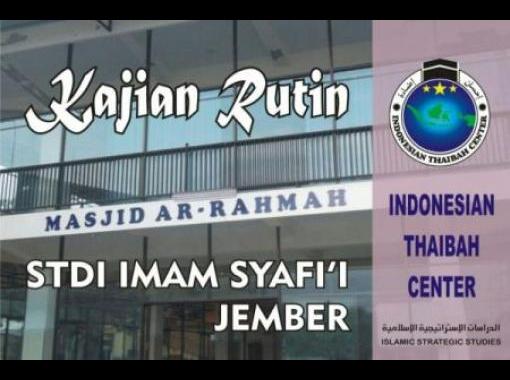 Kajian Rutin
MASJID AR-RAHMAH
STDI IMAM SYAFI'I
JEMBER
INDONESIAN THAIBAH CENTER
INDONESIAN
THAIBAH
CENTER
الدراسات الإستراتيجية الإسلامية
ISLAMIC STRATEGIC STUDIES